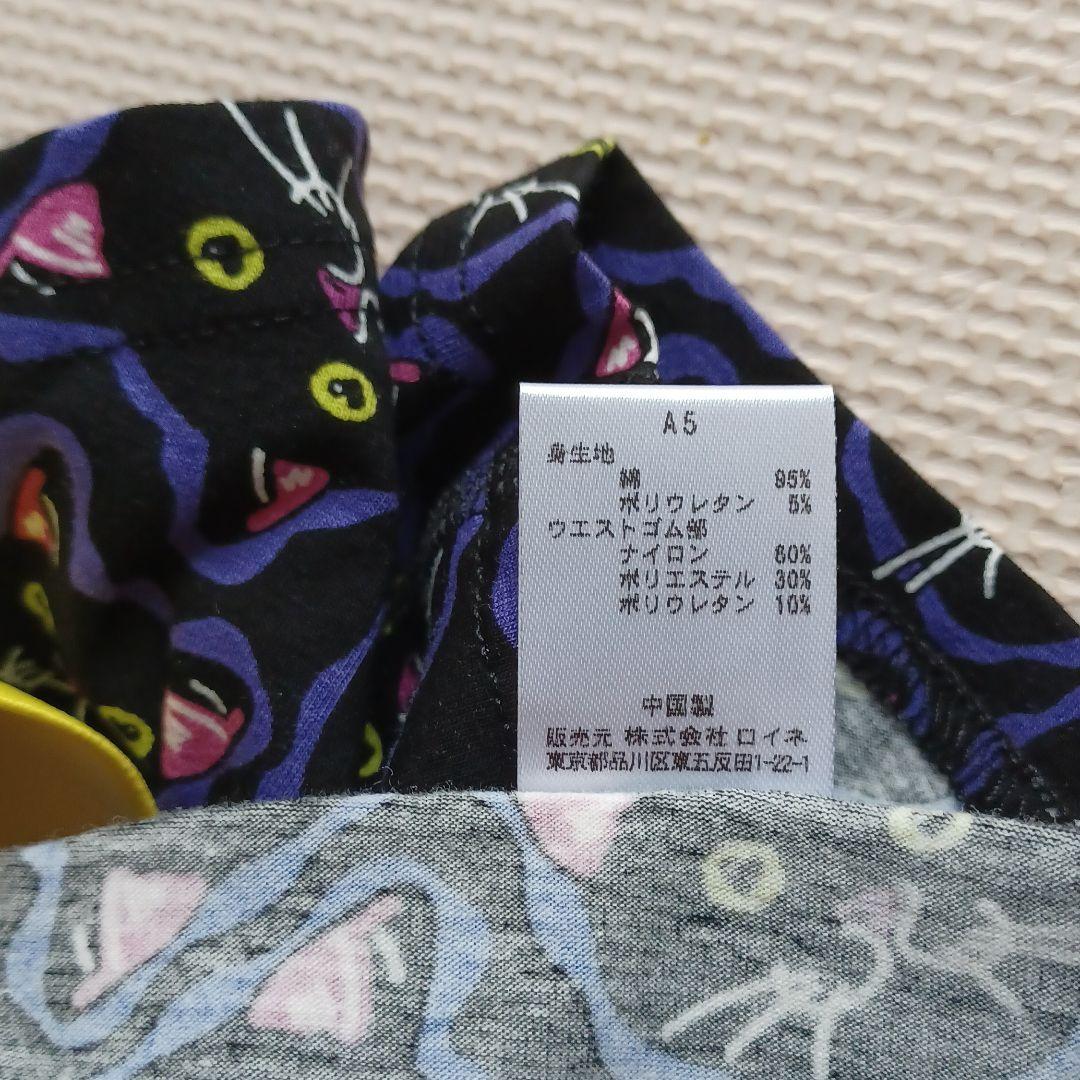 A5
身生地
綿 95%
ポリウレタン 5%
ウエストゴム部
ナイロン 60%
ポリエステル 30%
ポリウレタン 10%
中国製
販売元 株式会社ロイネ
東京都品川区東五反田1-22-1